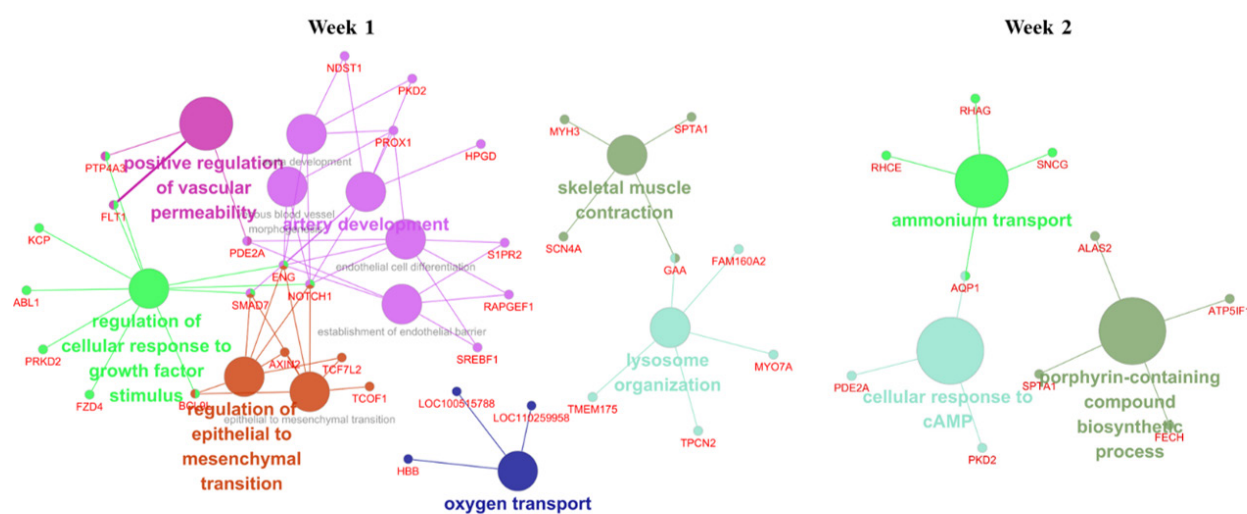 Week 1
Week 2
NDST1
PKD2
PROX1
HPGD
PTP4A3
positive regulation
of vascular
permeability
development
FLT1
blood vessel
artery development
PDE2A
endothelial cell differentiation
S1PR2
ENG
NOTCH1
SMAD7
RAPGEF1
establishment of endothelial barrier
SREBF1
KCP
ABL1
PRKD2
FZD4
regulation of
cellular response to
growth factor
stimulus
AXIN2
TCF7L2
TCOF1
regulation of
epithelial to mesenchymal transition
epithelial to
mesenchymal
transition
LOC100515788
LOC110259958
HBB
oxygen transport
MYH3
SPTA1
skeletal muscle
contraction
SCN4A
GAA
FAM160A2
lysosome
organization
MYO7A
TMEM175
TPCN2
RHAG
RHCE
SNCG
ammonium transport
AQP1
PDE2A
cellular response to
cAMP
PKD2
ALAS2
ATP5IF1
SPTA1
porphyrin-containing
compound
biosynthetic
FECH
process